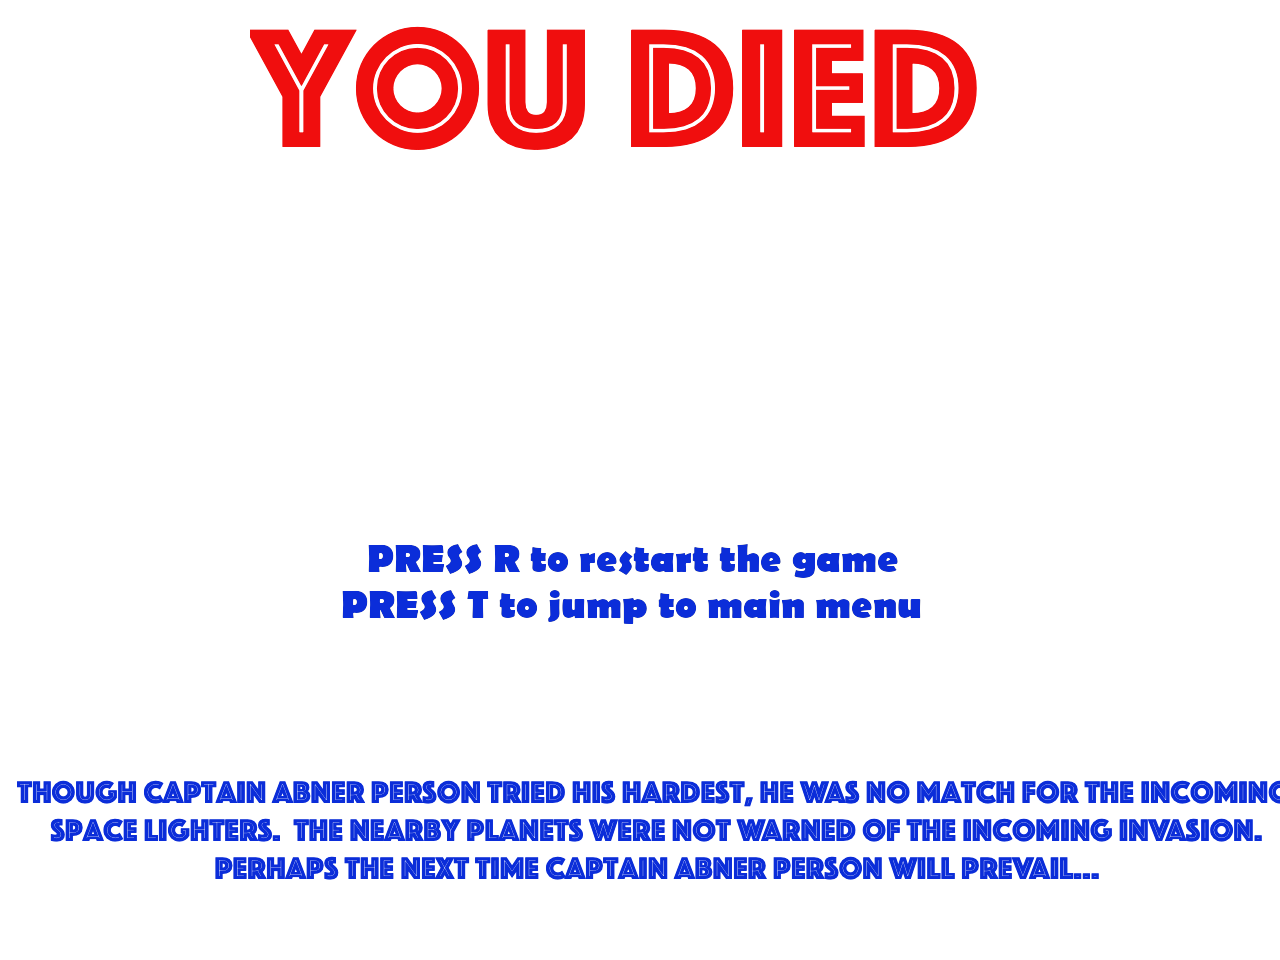 YOU DIED
PRESS R to restart the game
PRESS T to jump to main menu
THOUGH CAPTAIN ABNER PERSON TRIED HIS HARDEST, HE WAS NO MATCH FOR THE INCOMING
SPACE LIGHTERS. THE NEARBY PLANETS WERE NOT WARNED OF THE INCOMING INVASION.
PERHAPS THE NEXT TIME CAPTAIN ABNER PERSON WILL PREVAIL...